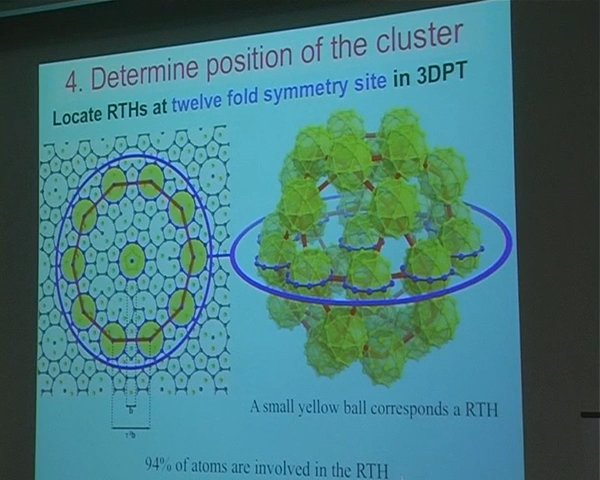 4. Determine position of the cluster
Locate RTHs at twelve fold symmetry site in 3DPT
A small yellow ball corresponds a RTH
94% of atoms are involved in the RTH